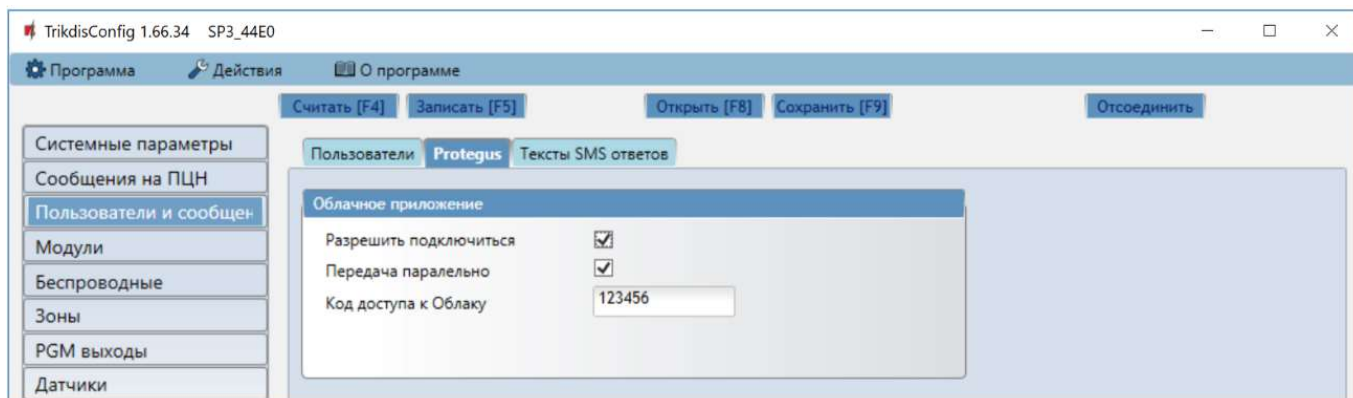 TrikdisConfig 1.66.34 SP3_44E0
Программа Действия О программе
Считать [F4] Записать [F5] Открыть [F8] Сохранить [F9] Отсоединить
Системные параметры
Сообщения на ПЦН
Пользователи и сообщен
Модули
Беспроводные
Зоны
PGM выходы
Датчики
Пользователи Protegus Тексты SMS ответов
Облачное приложение
Разрешить подключиться
Передача паралельно
Код доступа к Облаку 123456